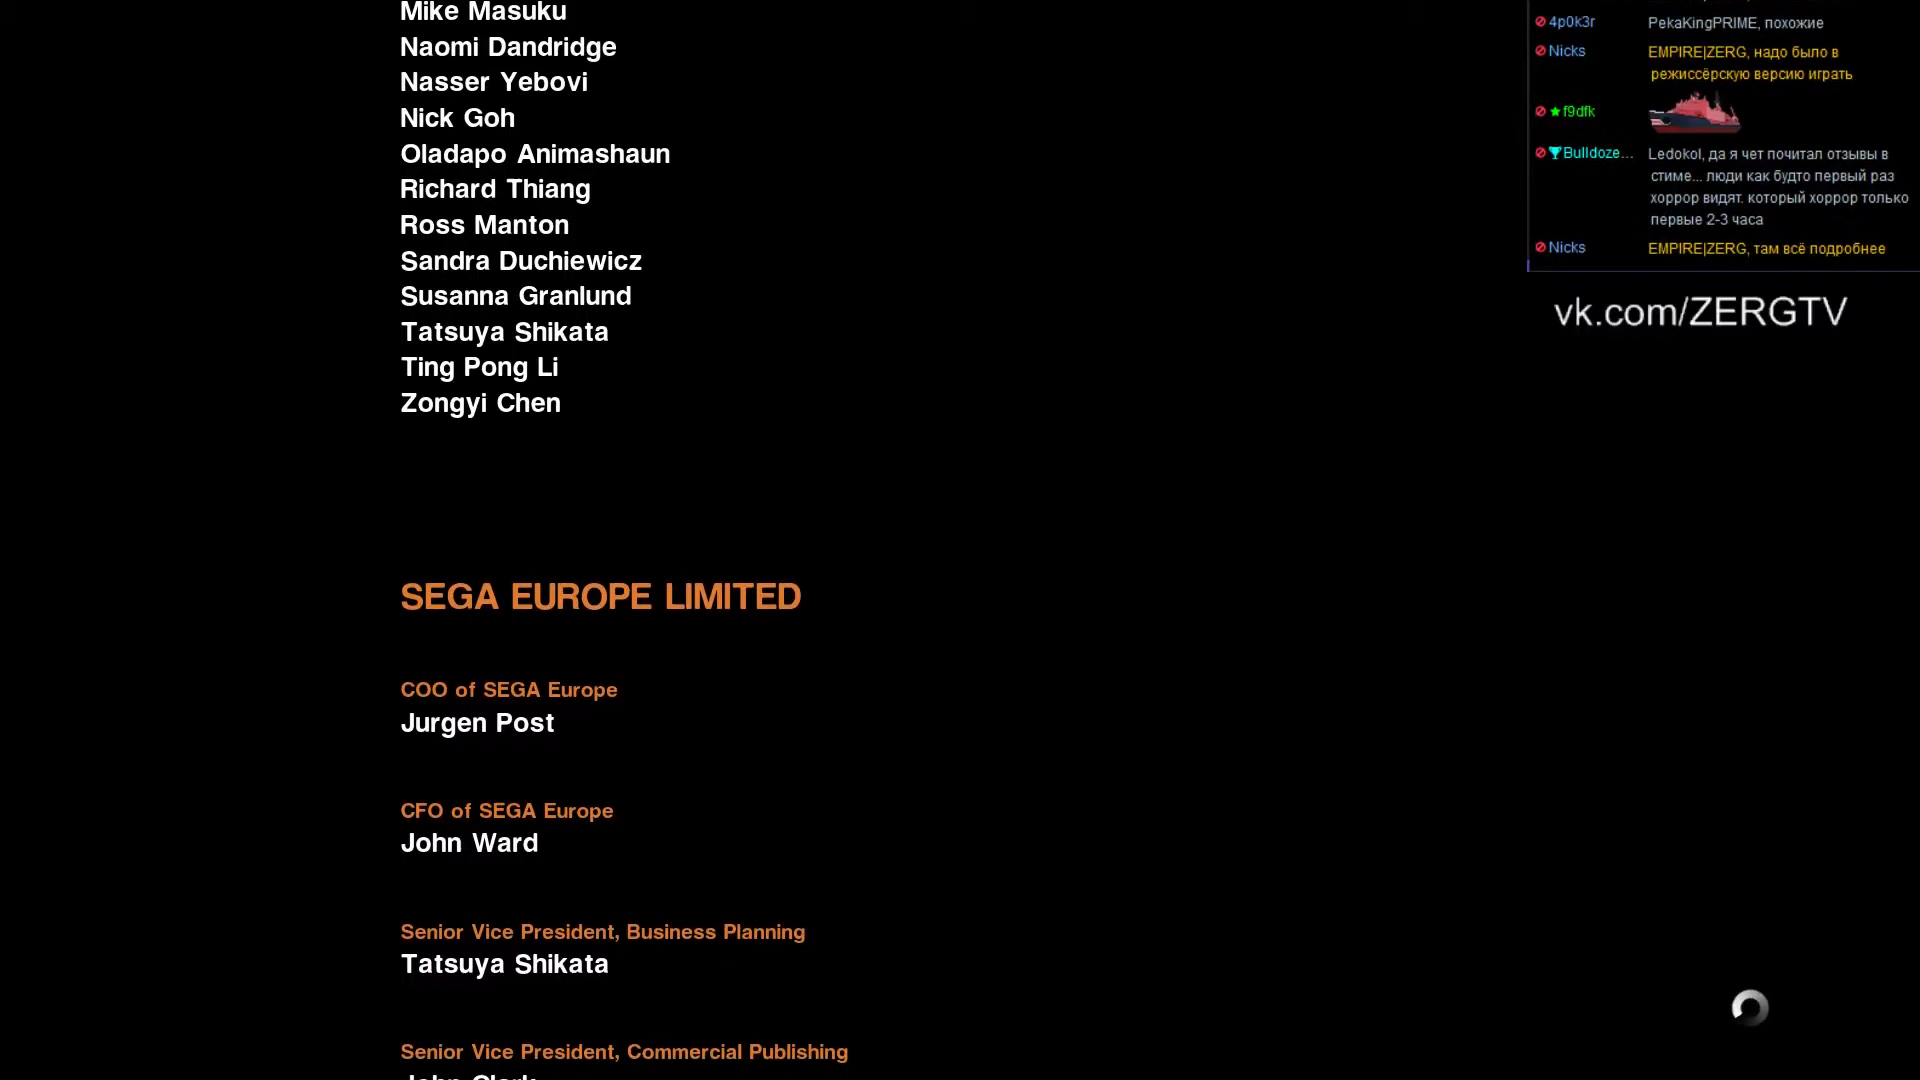 Mike Masuku
Naomi Dandridge
Nasser Yebovi
Nick Goh
Oladapo Animashaun
Richard Thiang
Ross Manton
Sandra Duchiewicz
Susanna Granlund
Tatsuya Shikata
Ting Pong Li
Zongyi Chen
SEGA EUROPE LIMITED
COO of SEGA Europe
Jurgen Post
CFO of SEGA Europe
John Ward
Senior Vice President, Business Planning
Tatsuya Shikata
Senior Vice President, Commercial Publishing
John Clark
4p0k3r PekaKingPRIME, похожие
Nicks EMPIRE|ZERG, надо было в
режиссёрскую версию играть
f9dfk
Bulldoze... Ledokol, да я чет почитал отзывы в
стиме... люди как будто первый раз
хоррор видят. который хоррор только
первые 2-3 часа
Nicks EMPIRE|ZERG, там всё подробнее
vk.com/ZERGTV